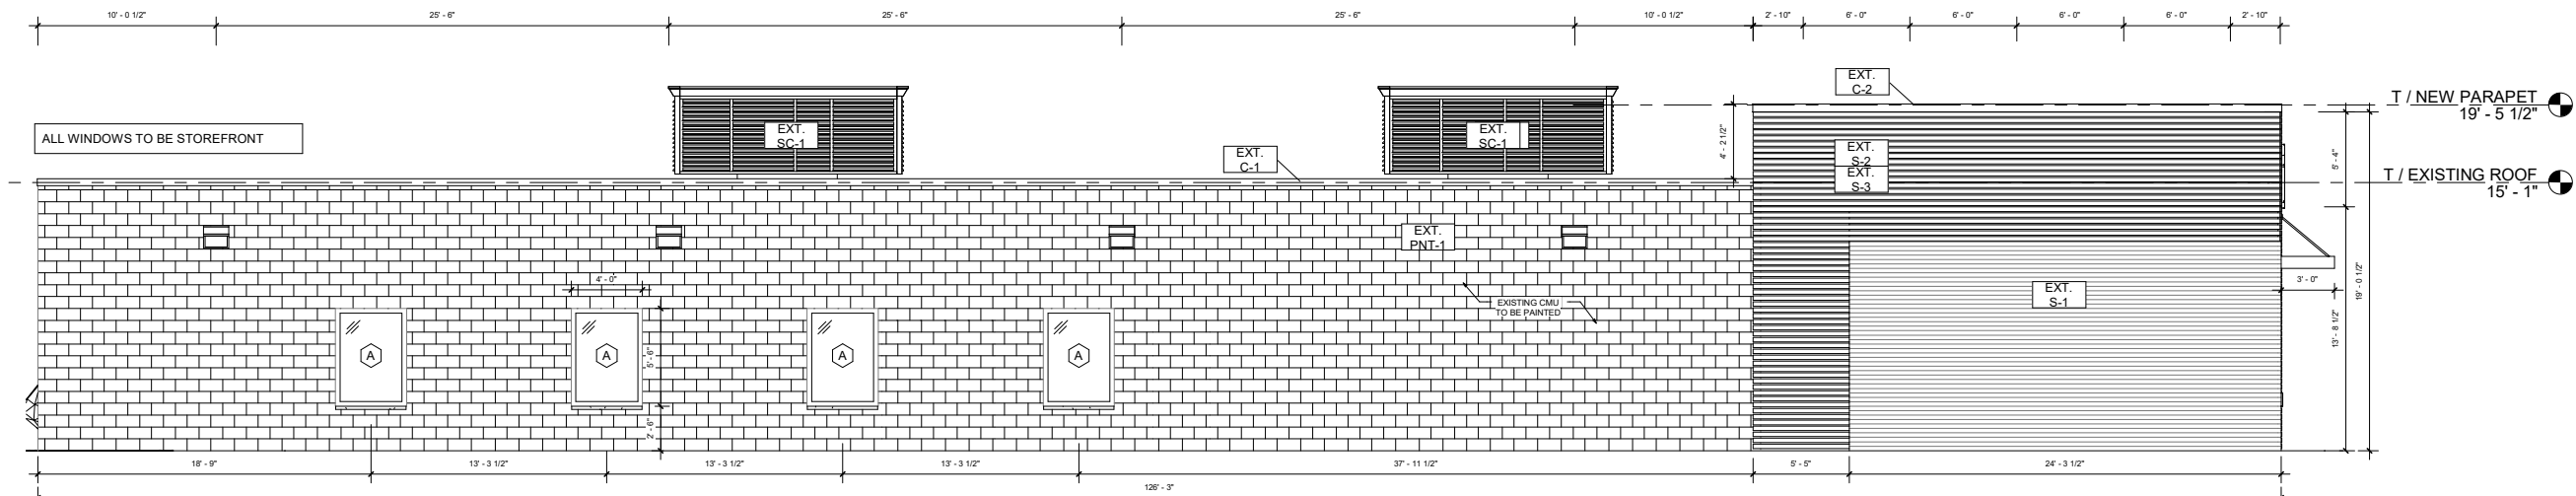 10' - 0 1/2" 25' - 6" 25' - 6" 25' - 6" 10' - 0 1/2" 2' - 10" 6' - 0" 6' - 0" 6' - 0" 6' - 0" 2' - 10"
EXT.
C-2
T / NEW PARAPET
19' - 5 1/2"
ALL WINDOWS TO BE STOREFRONT
EXT.
SC-1
EXT.
SC-1
4' - 2 1/2"
EXT.
C-1
EXT.
S-2
EXT.
S-3
5' - 4"
T / EXISTING ROOF
15' - 1"
EXT.
PNT-1
4' - 0"
EXISTING CMU
TO BE PAINTED
EXT.
S-1
3' - 0"
19' - 0 1/2"
13' - 8 1/2"
A
A
A
A
5' - 6"
2' - 6"
18' - 9" 13' - 3 1/2" 13' - 3 1/2" 13' - 3 1/2" 37' - 11 1/2" 5' - 5" 24' - 3 1/2"
126' - 3"